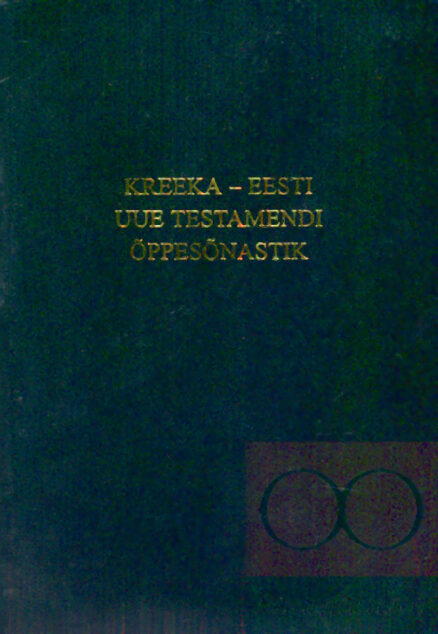 KREEKA – EESTI
UUE TESTAMENDI
ÕPPESÕNASTIK